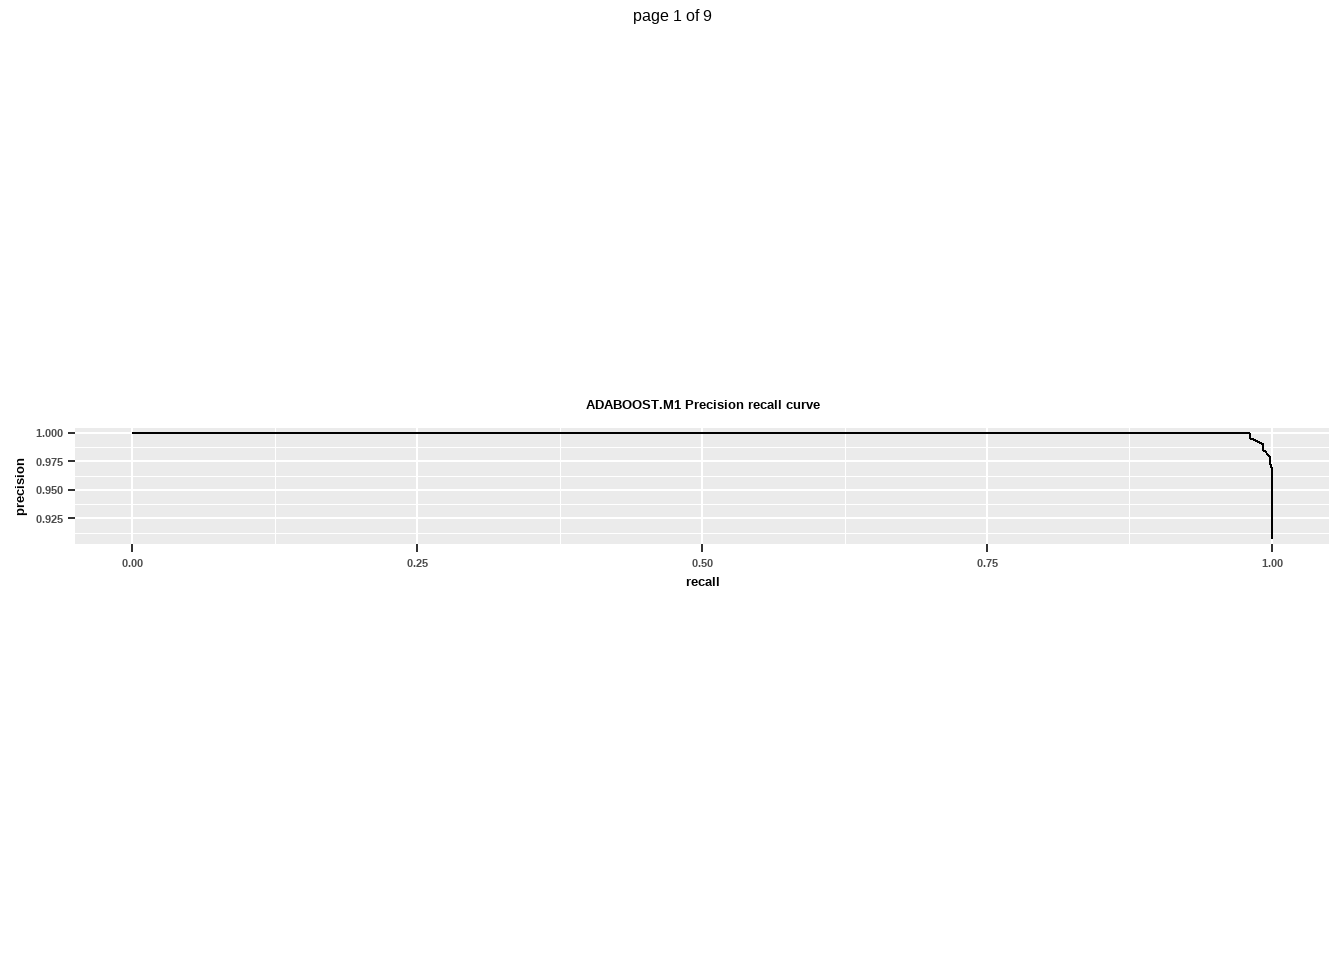 page 1 of 9
ADABOOST.M1 Precision recall curve
1.000
0.975
0.950
0.925
precision
0.00 0.25 0.50 0.75 1.00
recall